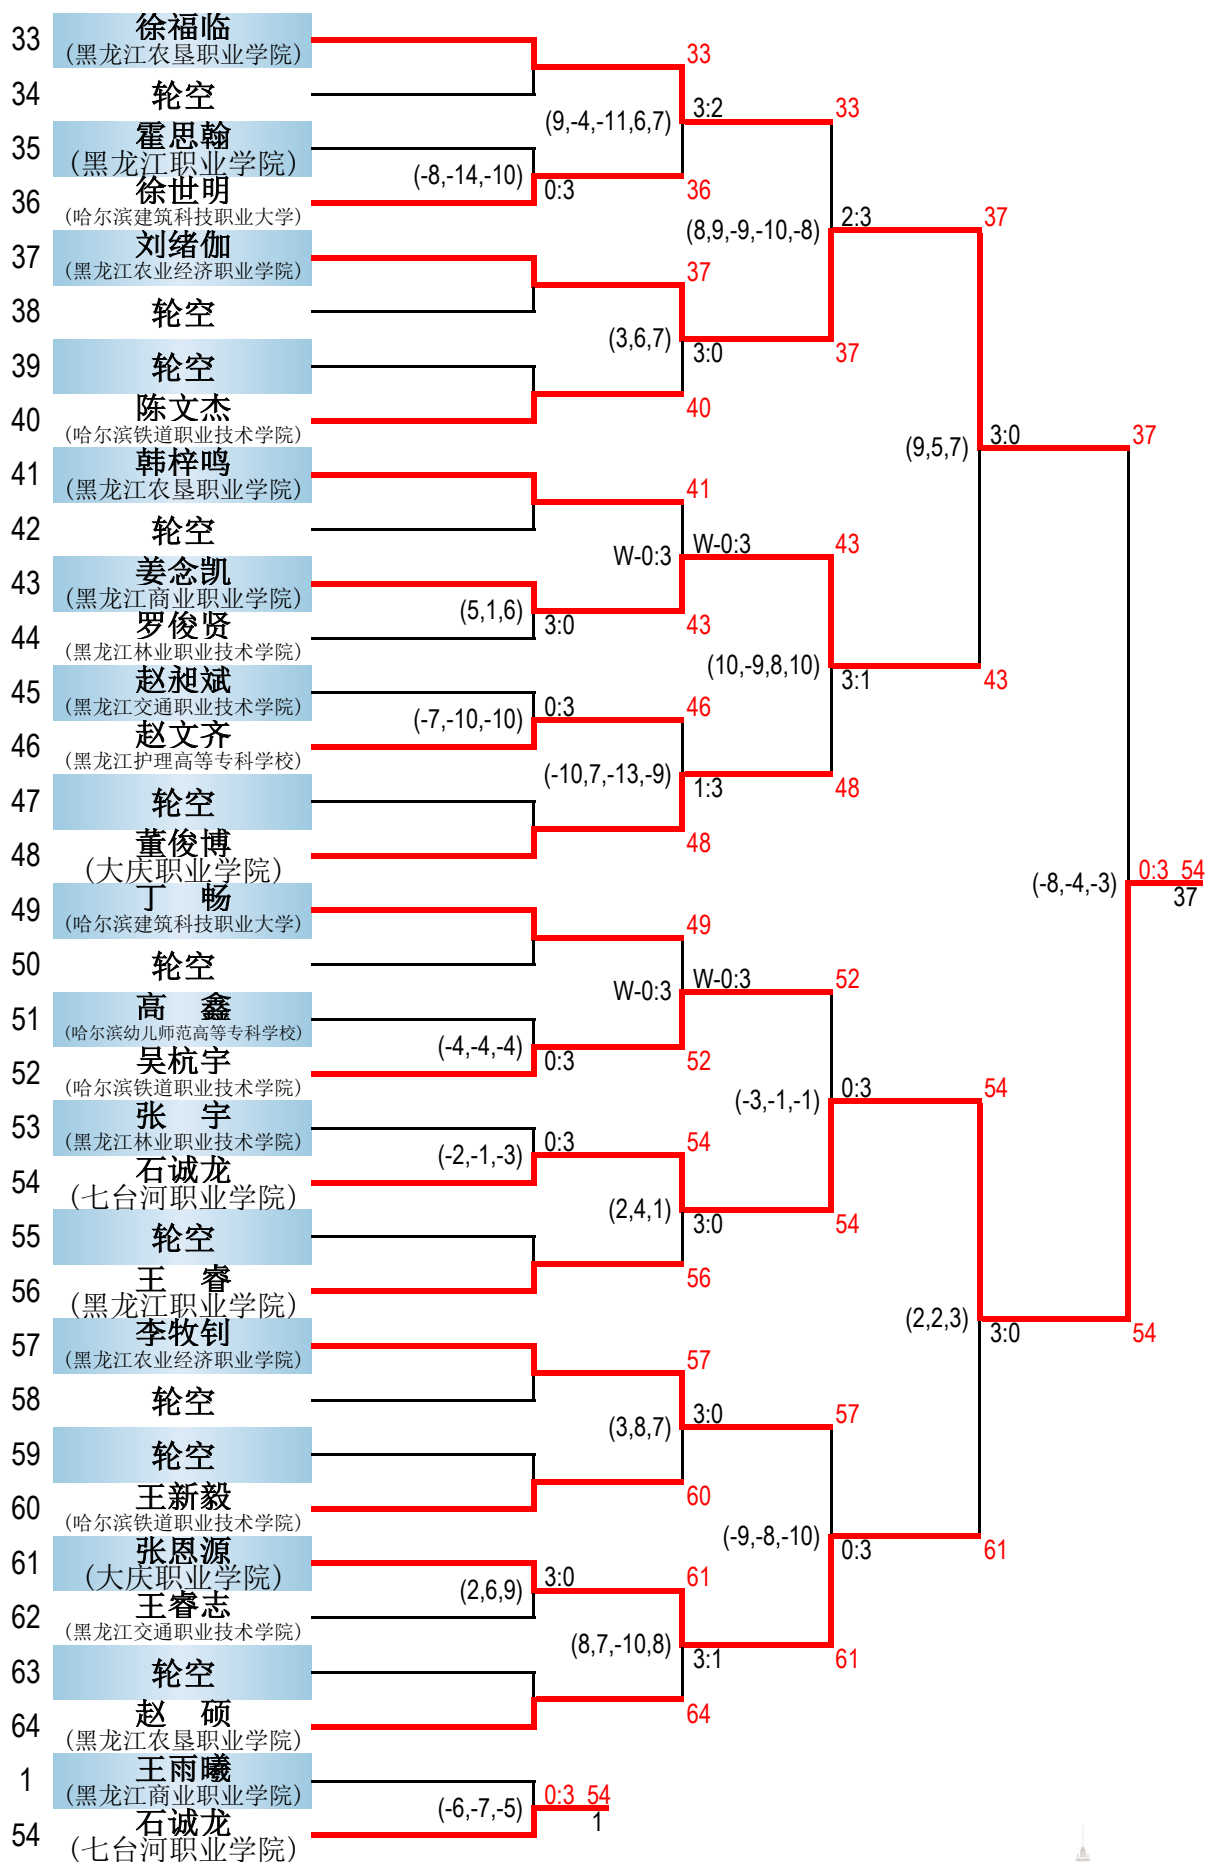 33 徐福临
(黑龙江农垦职业学院)
33
34 轮空
(9,-4,-11,6,7) 3:2 33
35 霍思翰
(黑龙江职业学院)
(-8,-14,-10) 0:3 36
36 徐世明
(哈尔滨建筑科技职业大学)
(8,9,-9,-10,-8) 2:3 37
37 刘绪伽
(黑龙江农业经济职业学院)
37
38 轮空
(3,6,7) 3:0 37
39 轮空
40
40 陈文杰
(哈尔滨铁道职业技术学院)
(9,5,7) 3:0 37
41 韩梓鸣
(黑龙江农垦职业学院)
41
42 轮空
W-0:3 W-0:3 43
43 姜念凯
(黑龙江商业职业学院)
(5,1,6) 3:0 43
44 罗俊贤
(黑龙江林业职业技术学院)
(10,-9,8,10) 3:1 43
45 赵昶斌
(黑龙江交通职业技术学院)
(-7,-10,-10) 0:3 46
46 赵文齐
(黑龙江护理高等专科学校)
(-10,7,-13,-9) 1:3 48
47 轮空
48
48 董俊博
(大庆职业学院)
(-8,-4,-3) 0:3 54
37
49 丁 畅
(哈尔滨建筑科技职业大学)
49
50 轮空
W-0:3 W-0:3 52
51 高 鑫
(哈尔滨幼儿师范高等专科学校)
(-4,-4,-4) 0:3 52
52 吴杭宇
(哈尔滨铁道职业技术学院)
(-3,-1,-1) 0:3 54
53 张 宇
(黑龙江林业职业技术学院)
(-2,-1,-3) 0:3 54
54 石诚龙
(七台河职业学院)
(2,4,1) 3:0 54
55 轮空
56
56 王 睿
(黑龙江职业学院)
(2,2,3) 3:0 54
57 李牧钊
(黑龙江农业经济职业学院)
57
58 轮空
(3,8,7) 3:0 57
59 轮空
60
60 王新毅
(哈尔滨铁道职业技术学院)
(-9,-8,-10) 0:3 61
61 张恩源
(大庆职业学院)
(2,6,9) 3:0 61
62 王睿志
(黑龙江交通职业技术学院)
(8,7,-10,8) 3:1 61
63 轮空
64
64 赵 硕
(黑龙江农垦职业学院)
1 王雨曦
(黑龙江商业职业学院)
(-6,-7,-5) 0:3 54
1
54 石诚龙
(七台河职业学院)